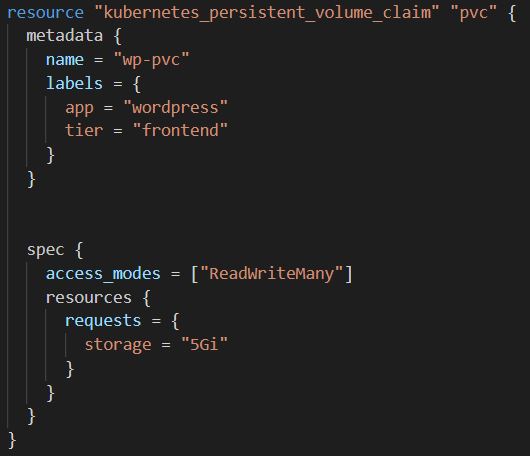 resource "kubernetes_persistent_volume_claim" "pvc" {
  metadata {
    name = "wp-pvc"
    labels = {
      app = "wordpress"
      tier = "frontend"
    }
  }

  spec {
    access_modes = ["ReadWriteMany"]
    resources {
      requests = {
        storage = "5Gi"
      }
    }
  }
}